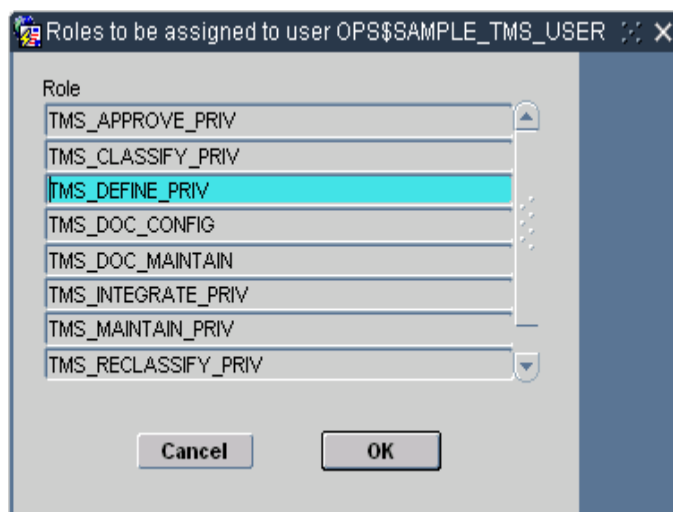 Roles to be assigned to user OPS$SAMPLE_TMS_USER
Role
TMS_APPROVE_PRIV
TMS_CLASSIFY_PRIV
TMS_DEFINE_PRIV
TMS_DOC_CONFIG
TMS_DOC_MAINTAIN
TMS_INTEGRATE_PRIV
TMS_MAINTAIN_PRIV
TMS_RECLASSIFY_PRIV
Cancel OK